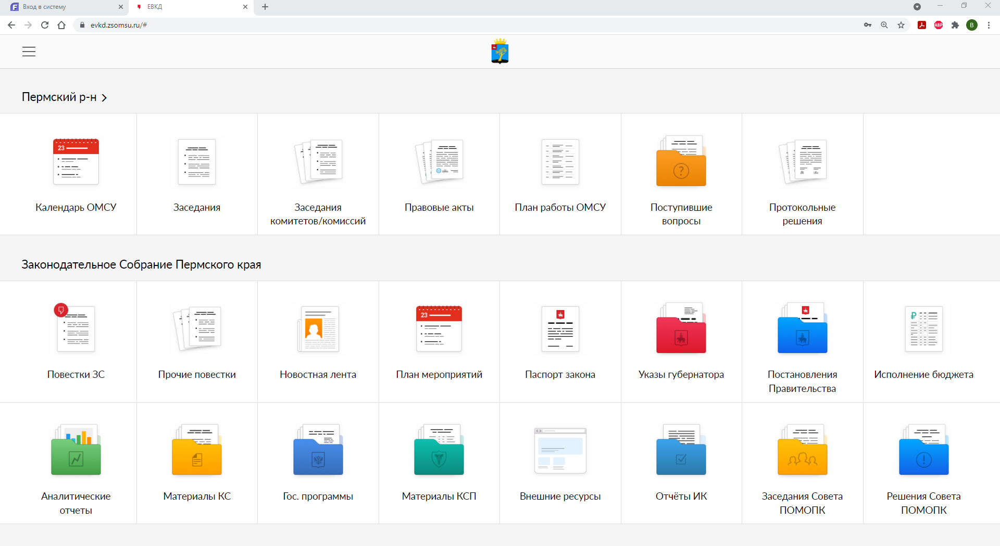 Вход в систему
ЕВКД
evkd.zsomsu.ru/#
ABP
B
Пермский р-н
23
Календарь ОМСУ
Заседания
Заседания
комитетов/комиссий
Правовые акты
План работы ОМСУ
?
Поступившие
вопросы
Протокольные
решения
Законодательное Собрание Пермского края
Повестки ЗС
Прочие повестки
Новостная лента
23
План мероприятий
Паспорт закона
Указы губернатора
Постановления
Правительства
₽
Исполнение бюджета
Аналитические
отчеты
Материалы КС
Гос. программы
Материалы КСП
Внешние ресурсы
Отчёты ИК
Заседания Совета
ПОМОПК
!
Решения Совета
ПОМОПК